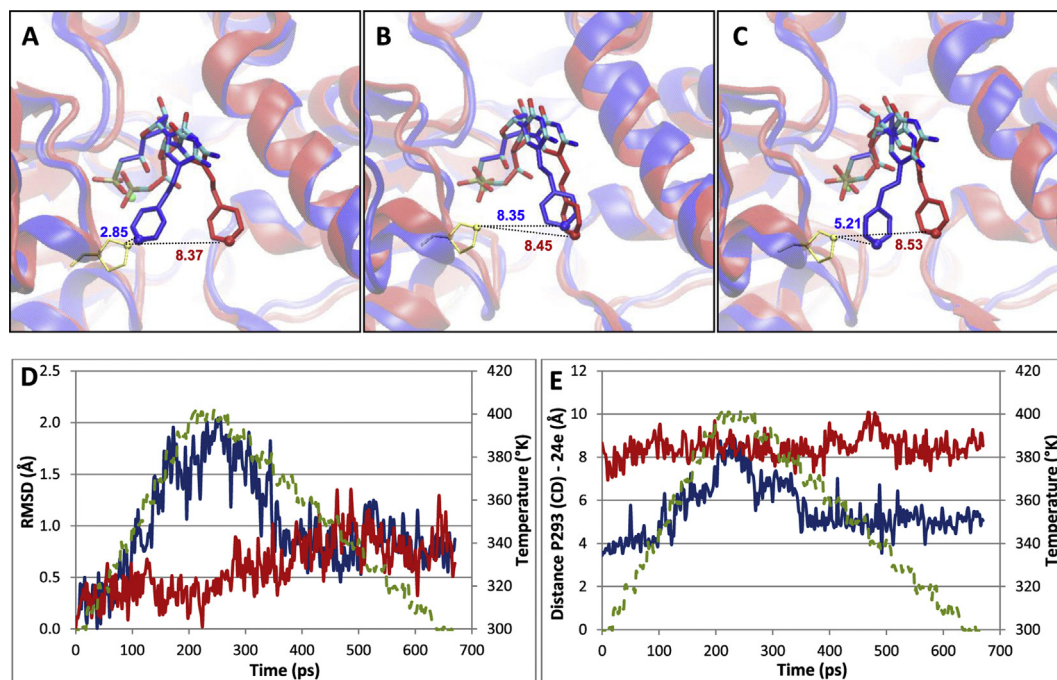 A
B
C
2.85
8.37
8.35
8.45
5.21
8.53
D
2.5
2.0
1.5
1.0
0.5
0.0
RMSD (Å)
420
400
380
360
340
320
300
Temperature (°K)
0 100 200 300 400 500 600 700
Time (ps)
E
12
10
8
6
4
2
0
Distance P293 (CD) - 24e (Å)
420
400
380
360
340
320
300
Temperature (°K)
0 100 200 300 400 500 600 700
Time (ps)